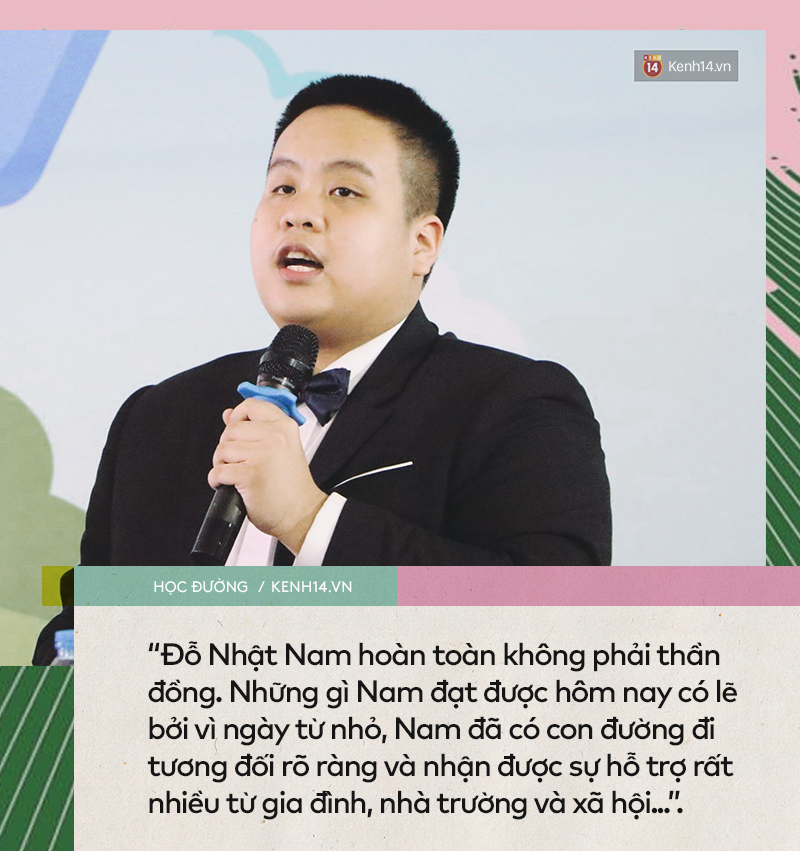 14 Kenh14.vn
HỌC ĐƯỜNG / KENH14.VN
“Đỗ Nhật Nam hoàn toàn không phải thần
đồng. Những gì Nam đạt được hôm nay có lẽ
bởi vì ngày từ nhỏ, Nam đã có con đường đi
tương đối rõ ràng và nhận được sự hỗ trợ rất
nhiều từ gia đình, nhà trường và xã hội...”.